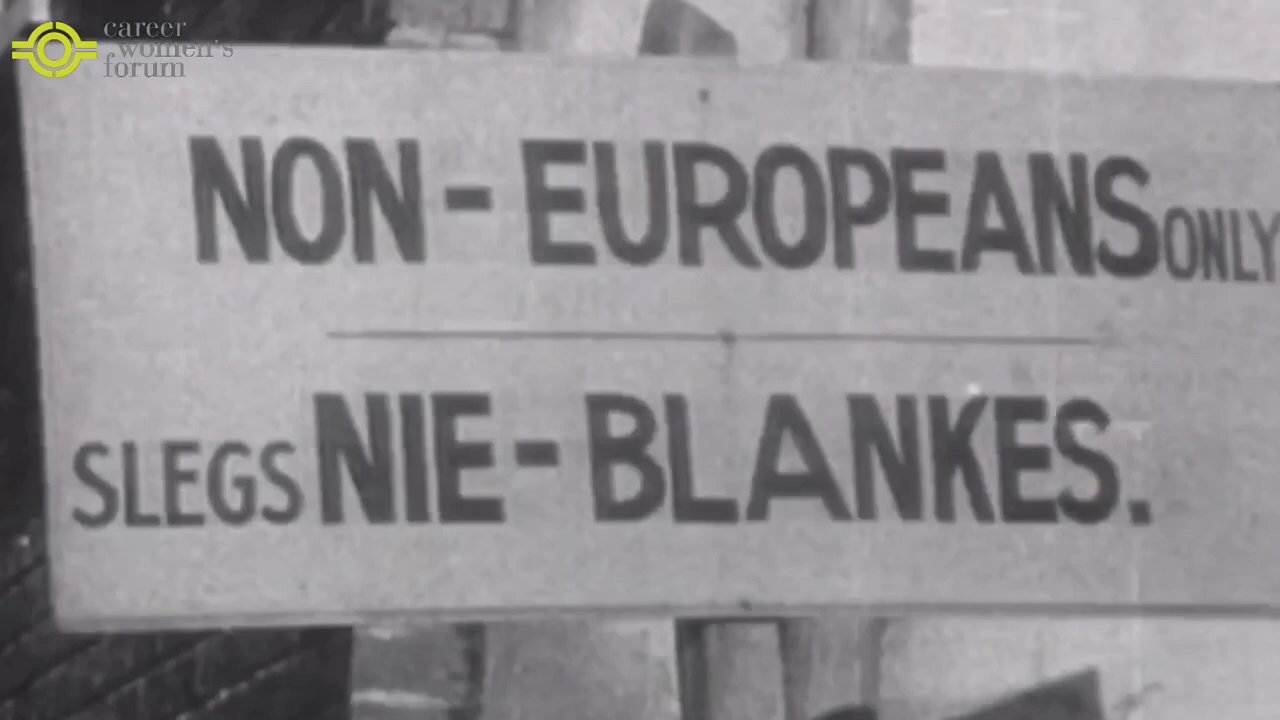 career
women's
forum
NON-EUROPEANS ONLY
SLEGS NIE-BLANKES.